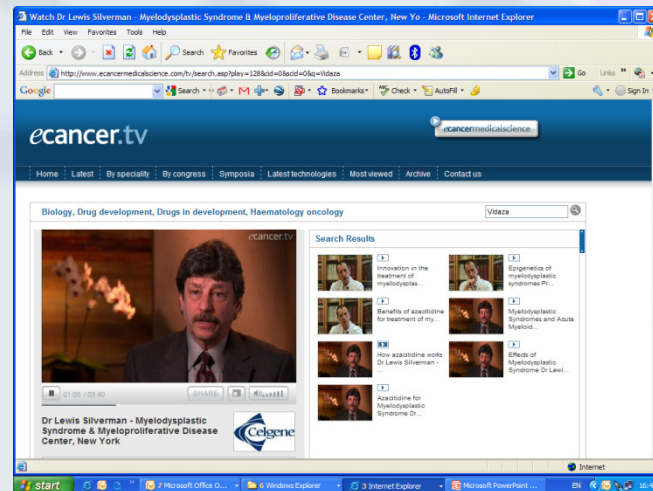 Watch Dr Lewis Silverman - Myelodysplastic Syndrome & Myeloproliferative Disease Center, New Yo - Microsoft Internet Explorer
File Edit View Favorites Tools Help
Back Search Favorites
Address http://www.ecancermedicalscience.com/tv/search.asp?play=128&cid=0&scid=0&q=Vidaza Go Links
Google Search Bookmarks Check AutoFill Sign In
ecancer.tv
ecancermedicalscience
Home Latest By speciality By congress Symposia Latest technologies Most viewed Archive Contact us
Biology, Drug development, Drugs in development, Haematology oncology
Vidaza
ecancer.tv
01:05 / 03:40 SHARE
Dr Lewis Silverman - Myelodysplastic
Syndrome & Myeloproliferative Disease
Center, New York
Celgene
Search Results
Innovation in the
treatment of
myelodysplas...
Epigenetics of
myelodysplastic
syndromes Pr...
Benefits of azacitidine
for treatment of my...
Myelodysplastic
Syndromes and Acute
Myeloid...
How azacitidine works
Dr Lewis Silverman -
...
Effects of
Myelodysplastic
Syndrome Dr Lewi...
Azacitidine for
Myelodysplastic
Syndrome Dr...
Internet
start 7 Microsoft Office O... 6 Windows Explorer 3 Internet Explorer Microsoft PowerPoint ... EN